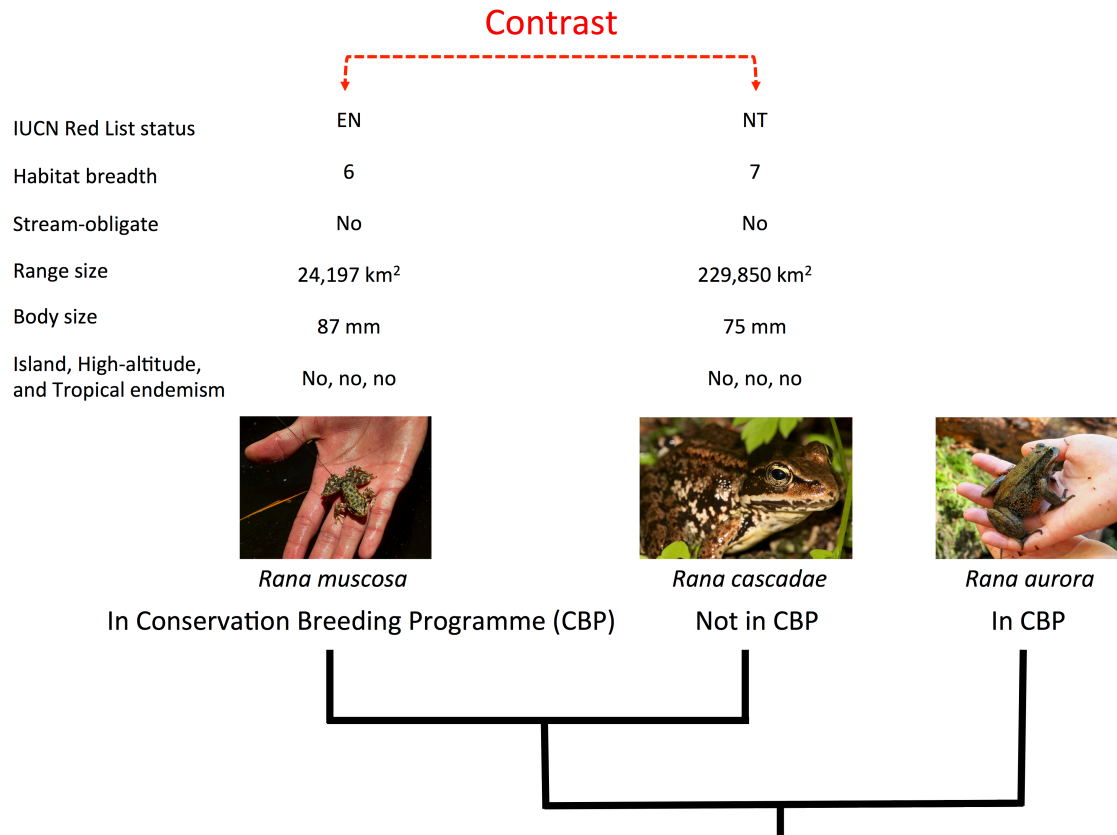 Contrast
IUCN Red List status EN NT
Habitat breadth 6 7
Stream-obligate No No
Range size 24,197 km² 229,850 km²
Body size 87 mm 75 mm
Island, High-altitude,
and Tropical endemism No, no, no No, no, no
Rana muscosa Rana cascadae Rana aurora
In Conservation Breeding Programme (CBP) Not in CBP In CBP